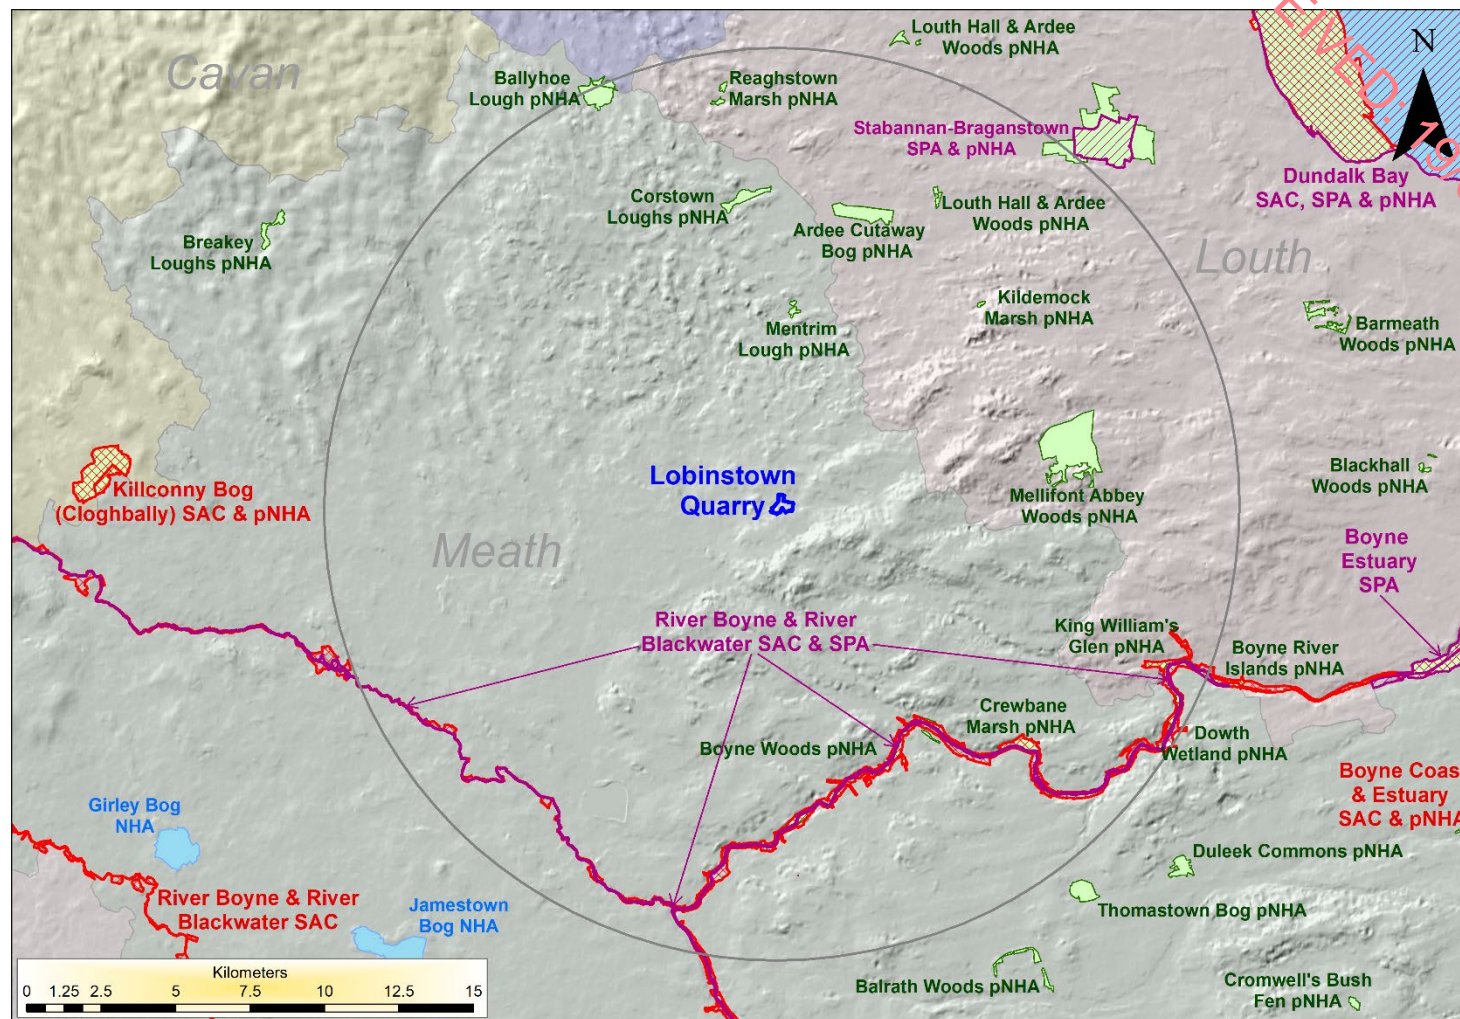 Cavan
Louth Hall & Ardee
Woods pNHA
N
Ballyhoe
Lough pNHA
Reaghstown
Marsh pNHA
Stabannan-Braganstown
SPA & pNHA
Dundalk Bay
SAC, SPA & pNHA
Corstown
Loughs pNHA
Louth Hall & Ardee
Woods pNHA
Ardee Cutaway
Bog pNHA
Breakey
Loughs pNHA
Louth
Kildemock
Marsh pNHA
Mentrim
Lough pNHA
Barmeath
Woods pNHA
Lobinstown
Quarry
Blackhall
Woods pNHA
Killconny Bog
(Cloghbally) SAC & pNHA
Mellifont Abbey
Woods pNHA
Meath
Boyne
Estuary
SPA
River Boyne & River
Blackwater SAC & SPA
King William's
Glen pNHA
Boyne River
Islands pNHA
Crewbane
Marsh pNHA
Boyne Woods pNHA
Dowth
Wetland pNHA
Boyne Coas
& Estuary
SAC & pNHA
Girley Bog
NHA
Duleek Commons pNHA
River Boyne & River
Blackwater SAC
Jamestown
Bog NHA
Thomastown Bog pNHA
Balrath Woods pNHA
Cromwell's Bush
Fen pNHA
Kilometers
0 1.25 2.5 5 7.5 10 12.5 15